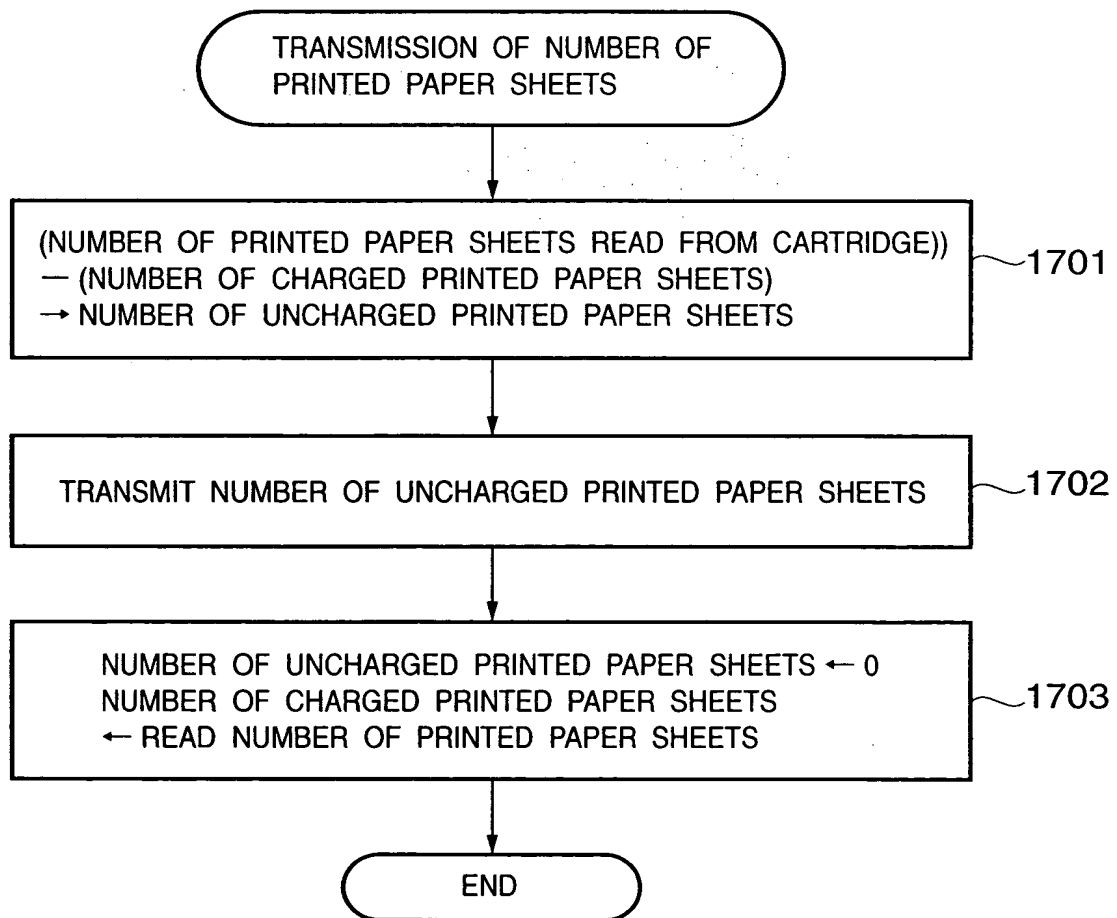 TRANSMISSION OF NUMBER OF
PRINTED PAPER SHEETS
(NUMBER OF PRINTED PAPER SHEETS READ FROM CARTRIDGE))
— (NUMBER OF CHARGED PRINTED PAPER SHEETS)
→ NUMBER OF UNCHARGED PRINTED PAPER SHEETS
1701
TRANSMIT NUMBER OF UNCHARGED PRINTED PAPER SHEETS
1702
NUMBER OF UNCHARGED PRINTED PAPER SHEETS ← 0
NUMBER OF CHARGED PRINTED PAPER SHEETS
← READ NUMBER OF PRINTED PAPER SHEETS
1703
END